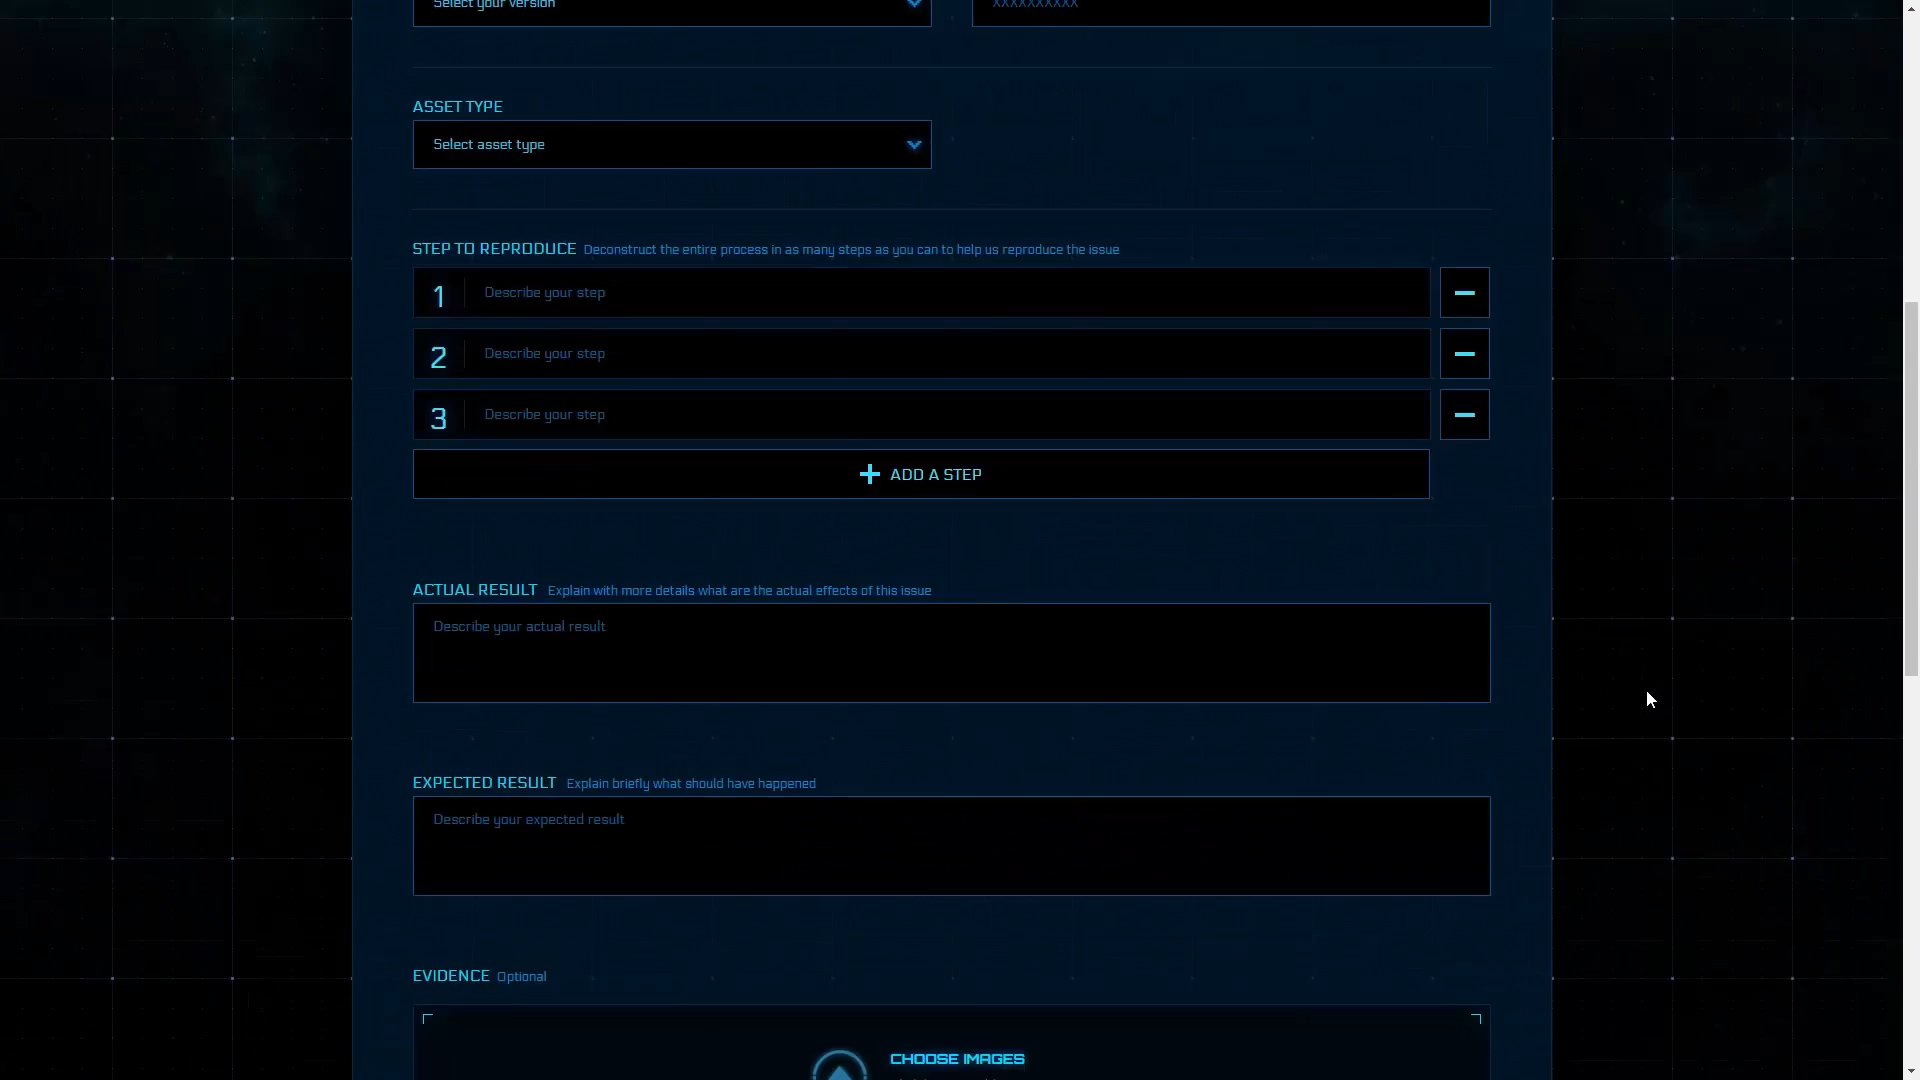 Select your version
XXXXXXXXXX
ASSET TYPE
Select asset type
STEP TO REPRODUCE Deconstruct the entire process in as many steps as you can to help us reproduce the issue
1 Describe your step
2 Describe your step
3 Describe your step
ADD A STEP
ACTUAL RESULT Explain with more details what are the actual effects of this issue
Describe your actual result
EXPECTED RESULT Explain briefly what should have happened
Describe your expected result
EVIDENCE Optional
CHOOSE IMAGES